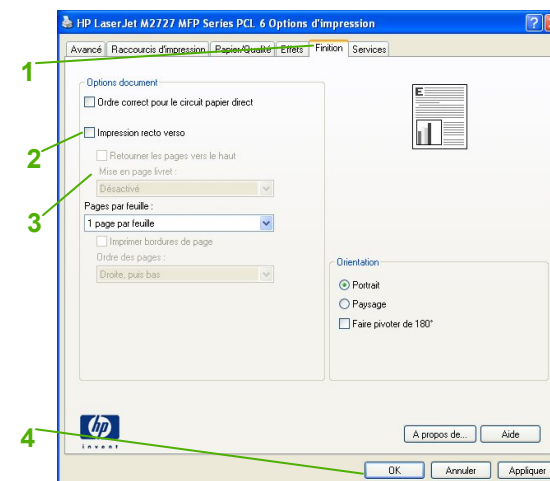 HP LaserJet M2727 MFP Series PCL 6 Options d'impression
Avancé Raccourcis d'impression Papier/Qualité Effets Finition Services
1
Options document
Ordre correct pour le circuit papier direct
E
2
Impression recto verso
Retourner les pages vers le haut
3
Mise en page livret :
Désactivé
Pages par feuille :
1 page par feuille
Imprimer bordures de page
Ordre des pages :
Droite, puis bas
Orientation
Portrait
Paysage
Faire pivoter de 180°
hp
invent
A propos de... Aide
4
OK Annuler Appliquer